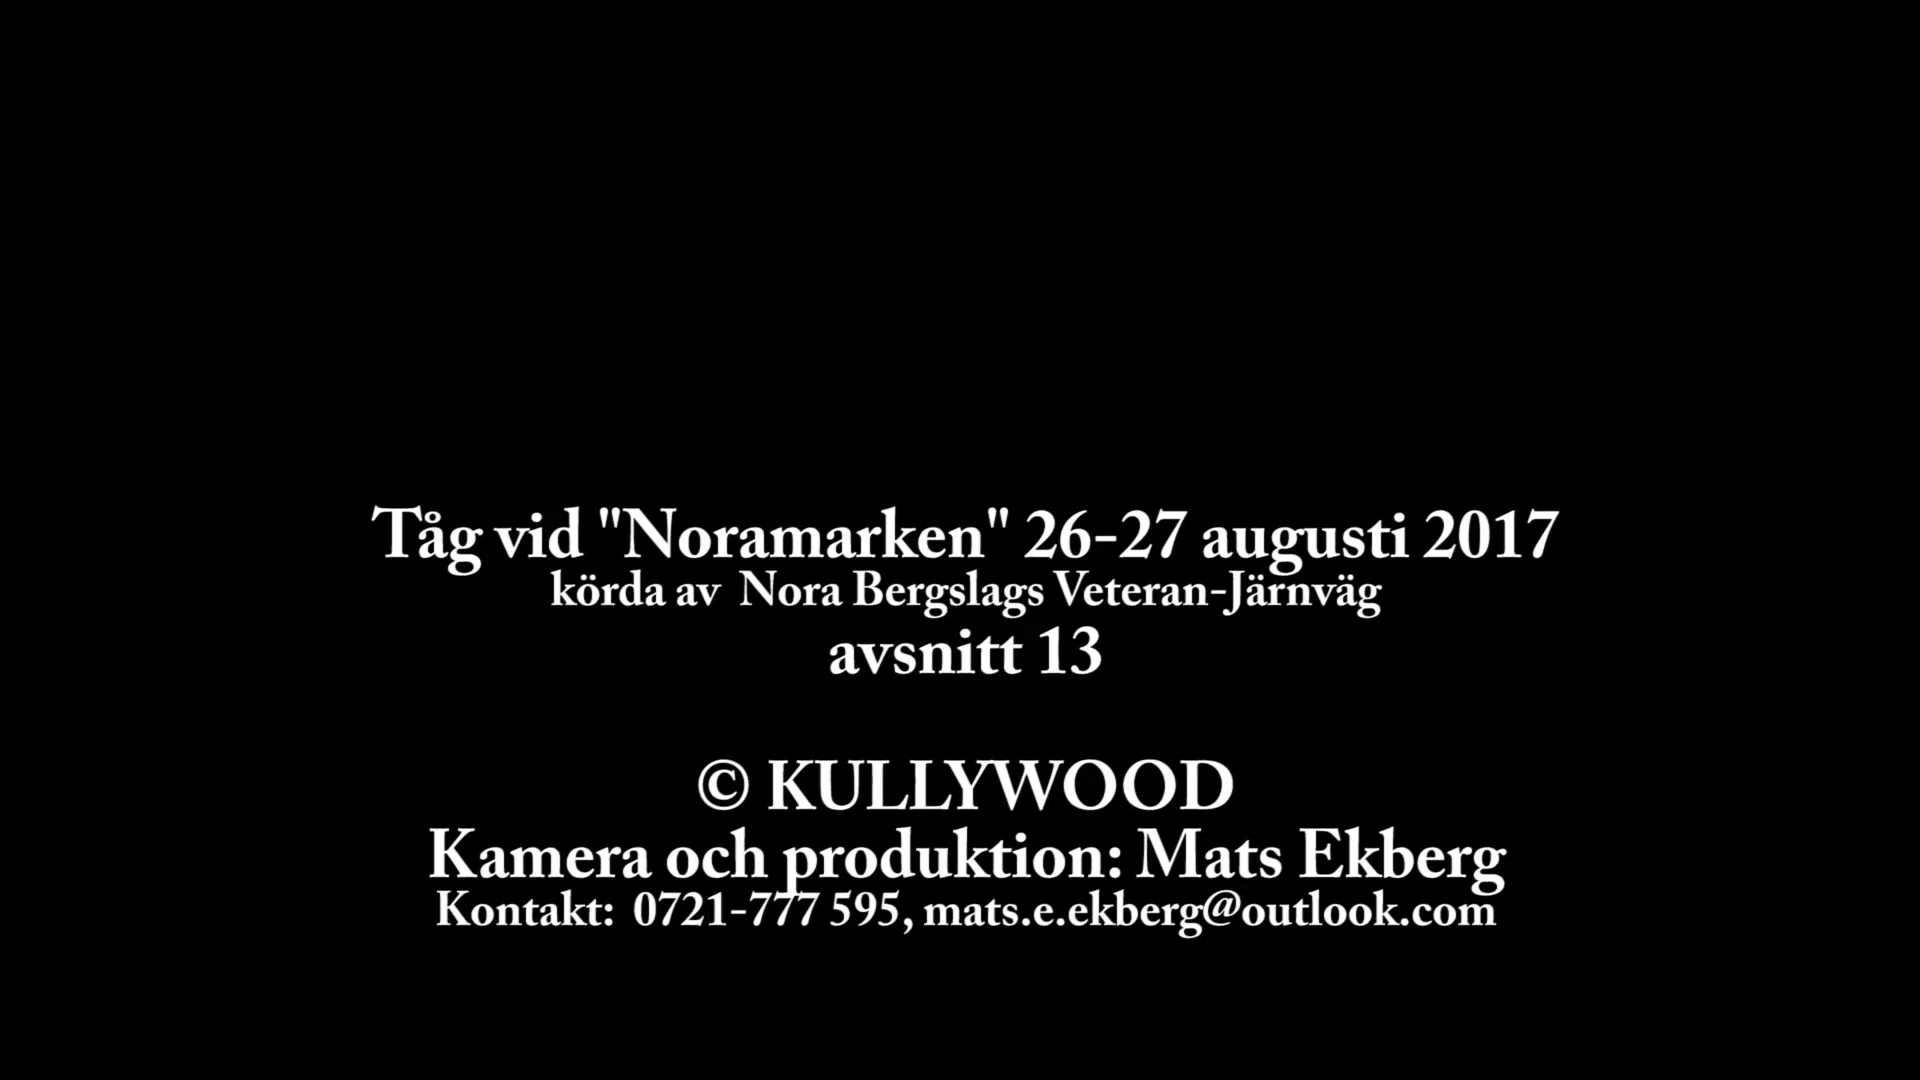 Tåg vid "Noramarken" 26-27 augusti 2017
körda av  Nora Bergslags Veteran-Järnväg
avsnitt 13
© KULLYWOOD
Kamera och produktion: Mats Ekberg
Kontakt:  0721-777 595, mats.e.ekberg@outlook.com